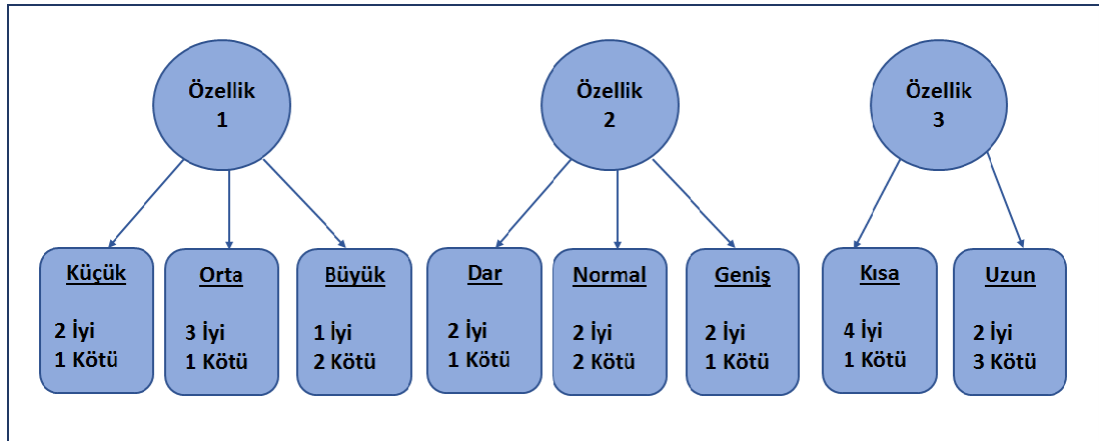 Özellik
1
Özellik
2
Özellik
3
Küçük
2 İyi
1 Kötü
Orta
3 İyi
1 Kötü
Büyük
1 İyi
2 Kötü
Dar
2 İyi
1 Kötü
Normal
2 İyi
2 Kötü
Geniş
2 İyi
1 Kötü
Kısa
4 İyi
1 Kötü
Uzun
2 İyi
3 Kötü